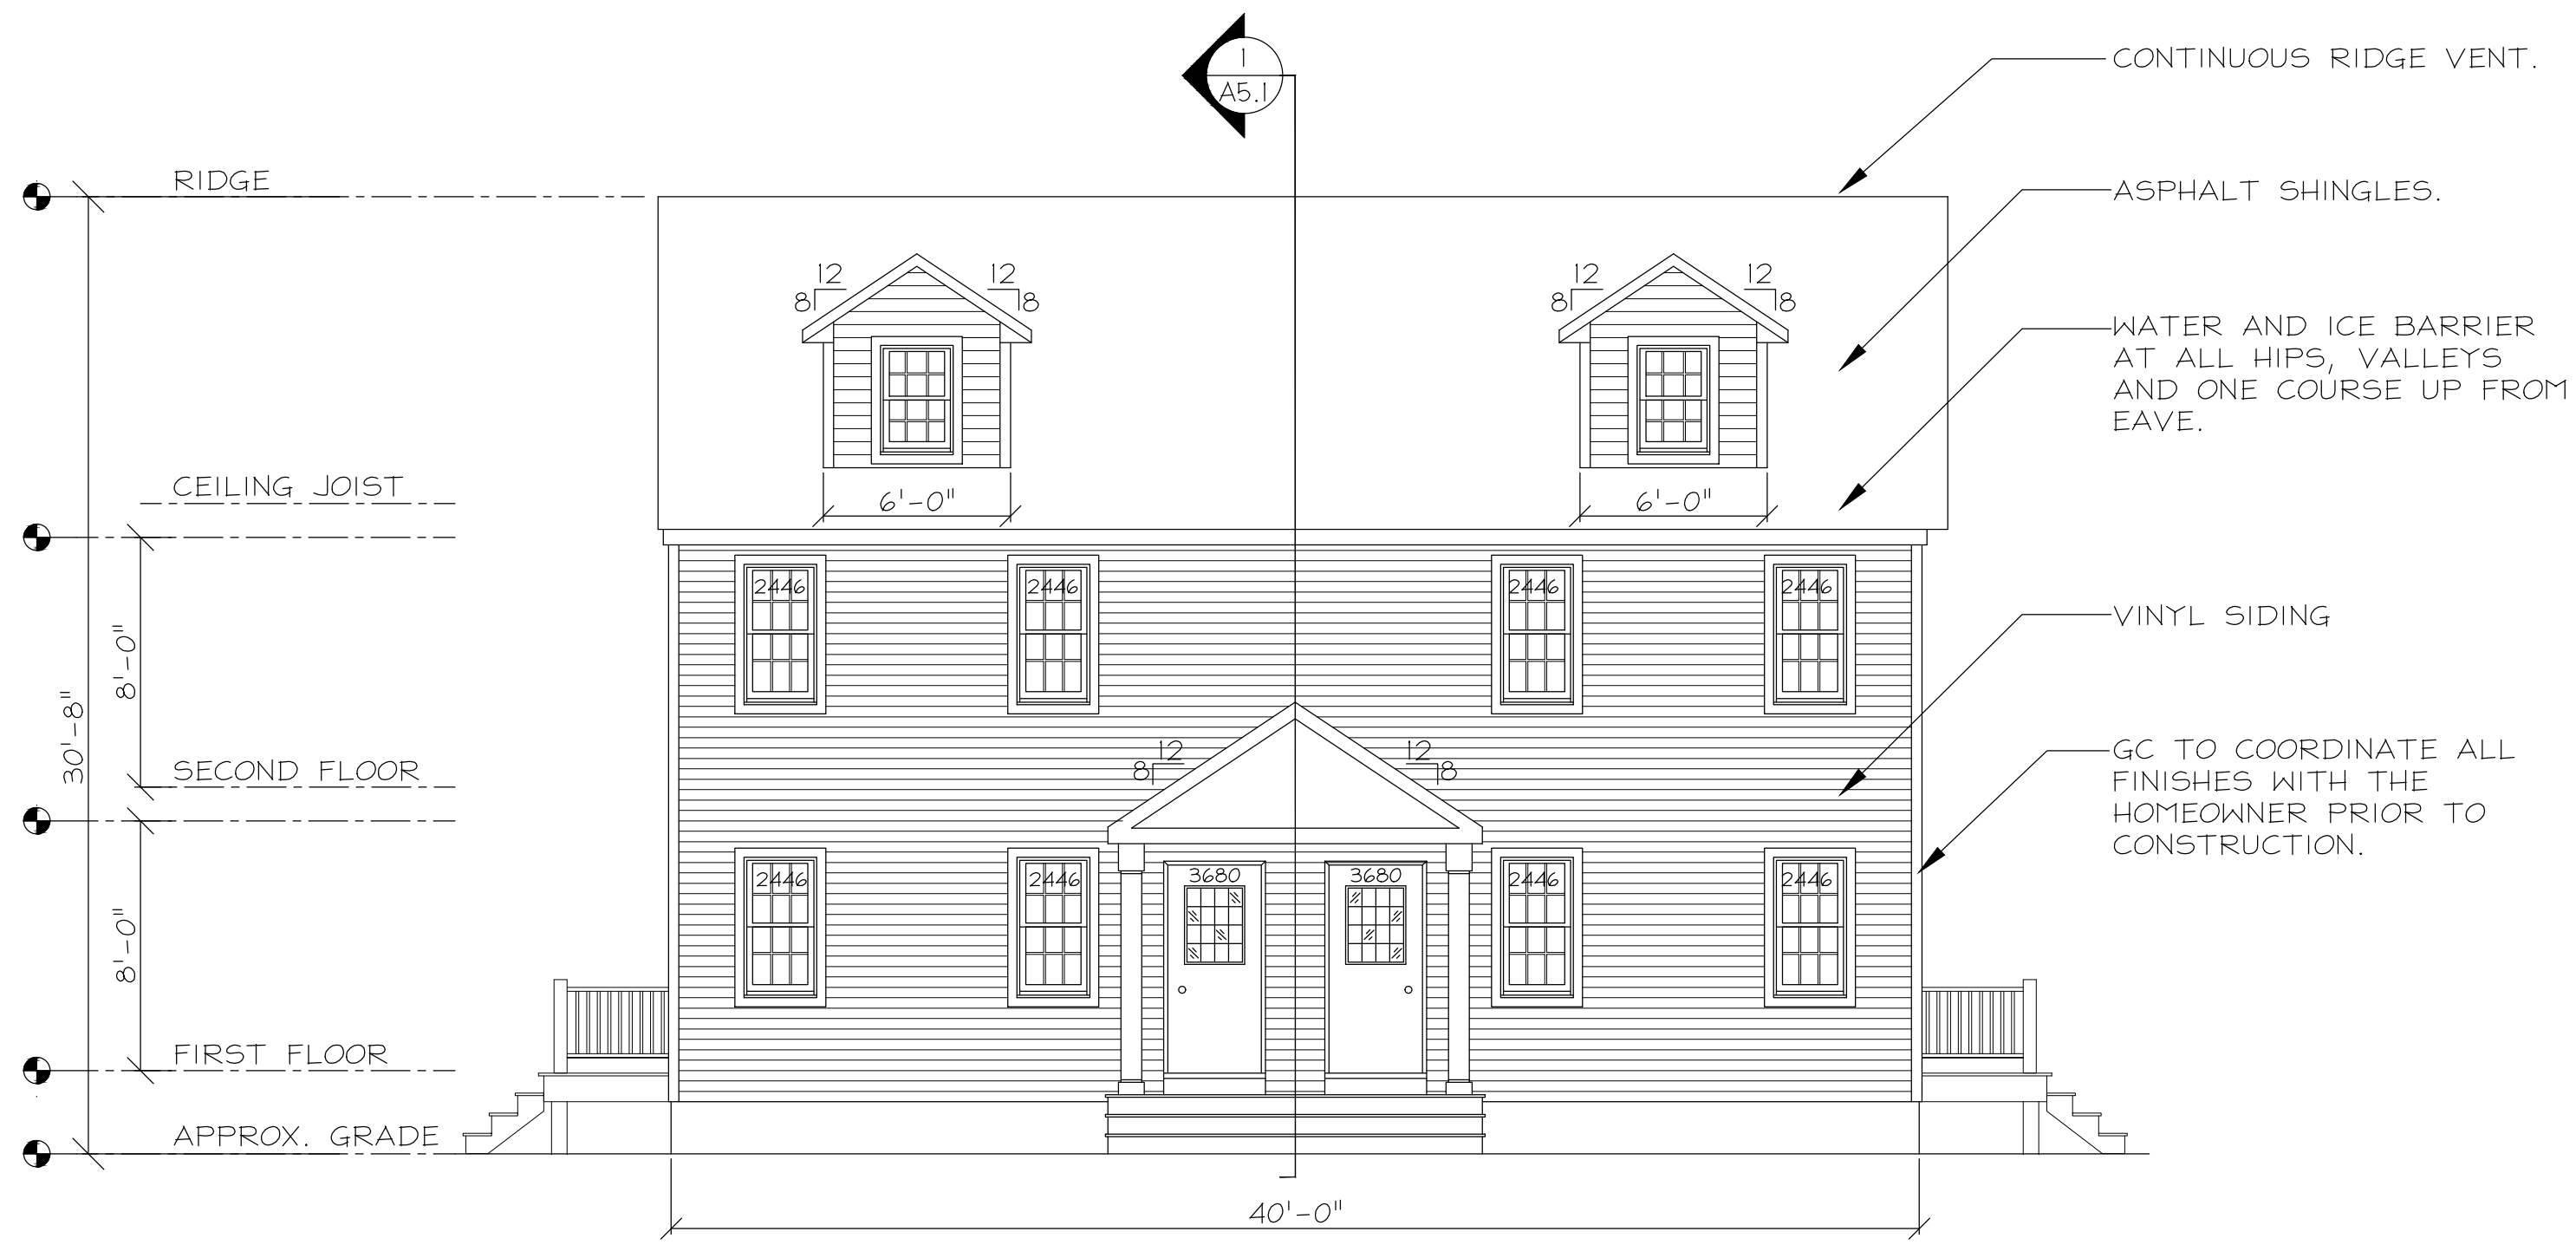 1
A5.1
CONTINUOUS RIDGE VENT.
RIDGE
ASPHALT SHINGLES.
12
12
12
12
8
8
8
8
WATER AND ICE BARRIER
AT ALL HIPS, VALLEYS
AND ONE COURSE UP FROM
EAVE.
CEILING JOIST
6'-0"
6'-0"
2446
2446
2446
2446
VINYL SIDING
8'-0"
30'-8"
SECOND FLOOR
12
12
8
8
GC TO COORDINATE ALL
FINISHES WITH THE
HOMEOWNER PRIOR TO
CONSTRUCTION.
2446
2446
3680
3680
2446
2446
8'-0"
FIRST FLOOR
APPROX. GRADE
40'-0"